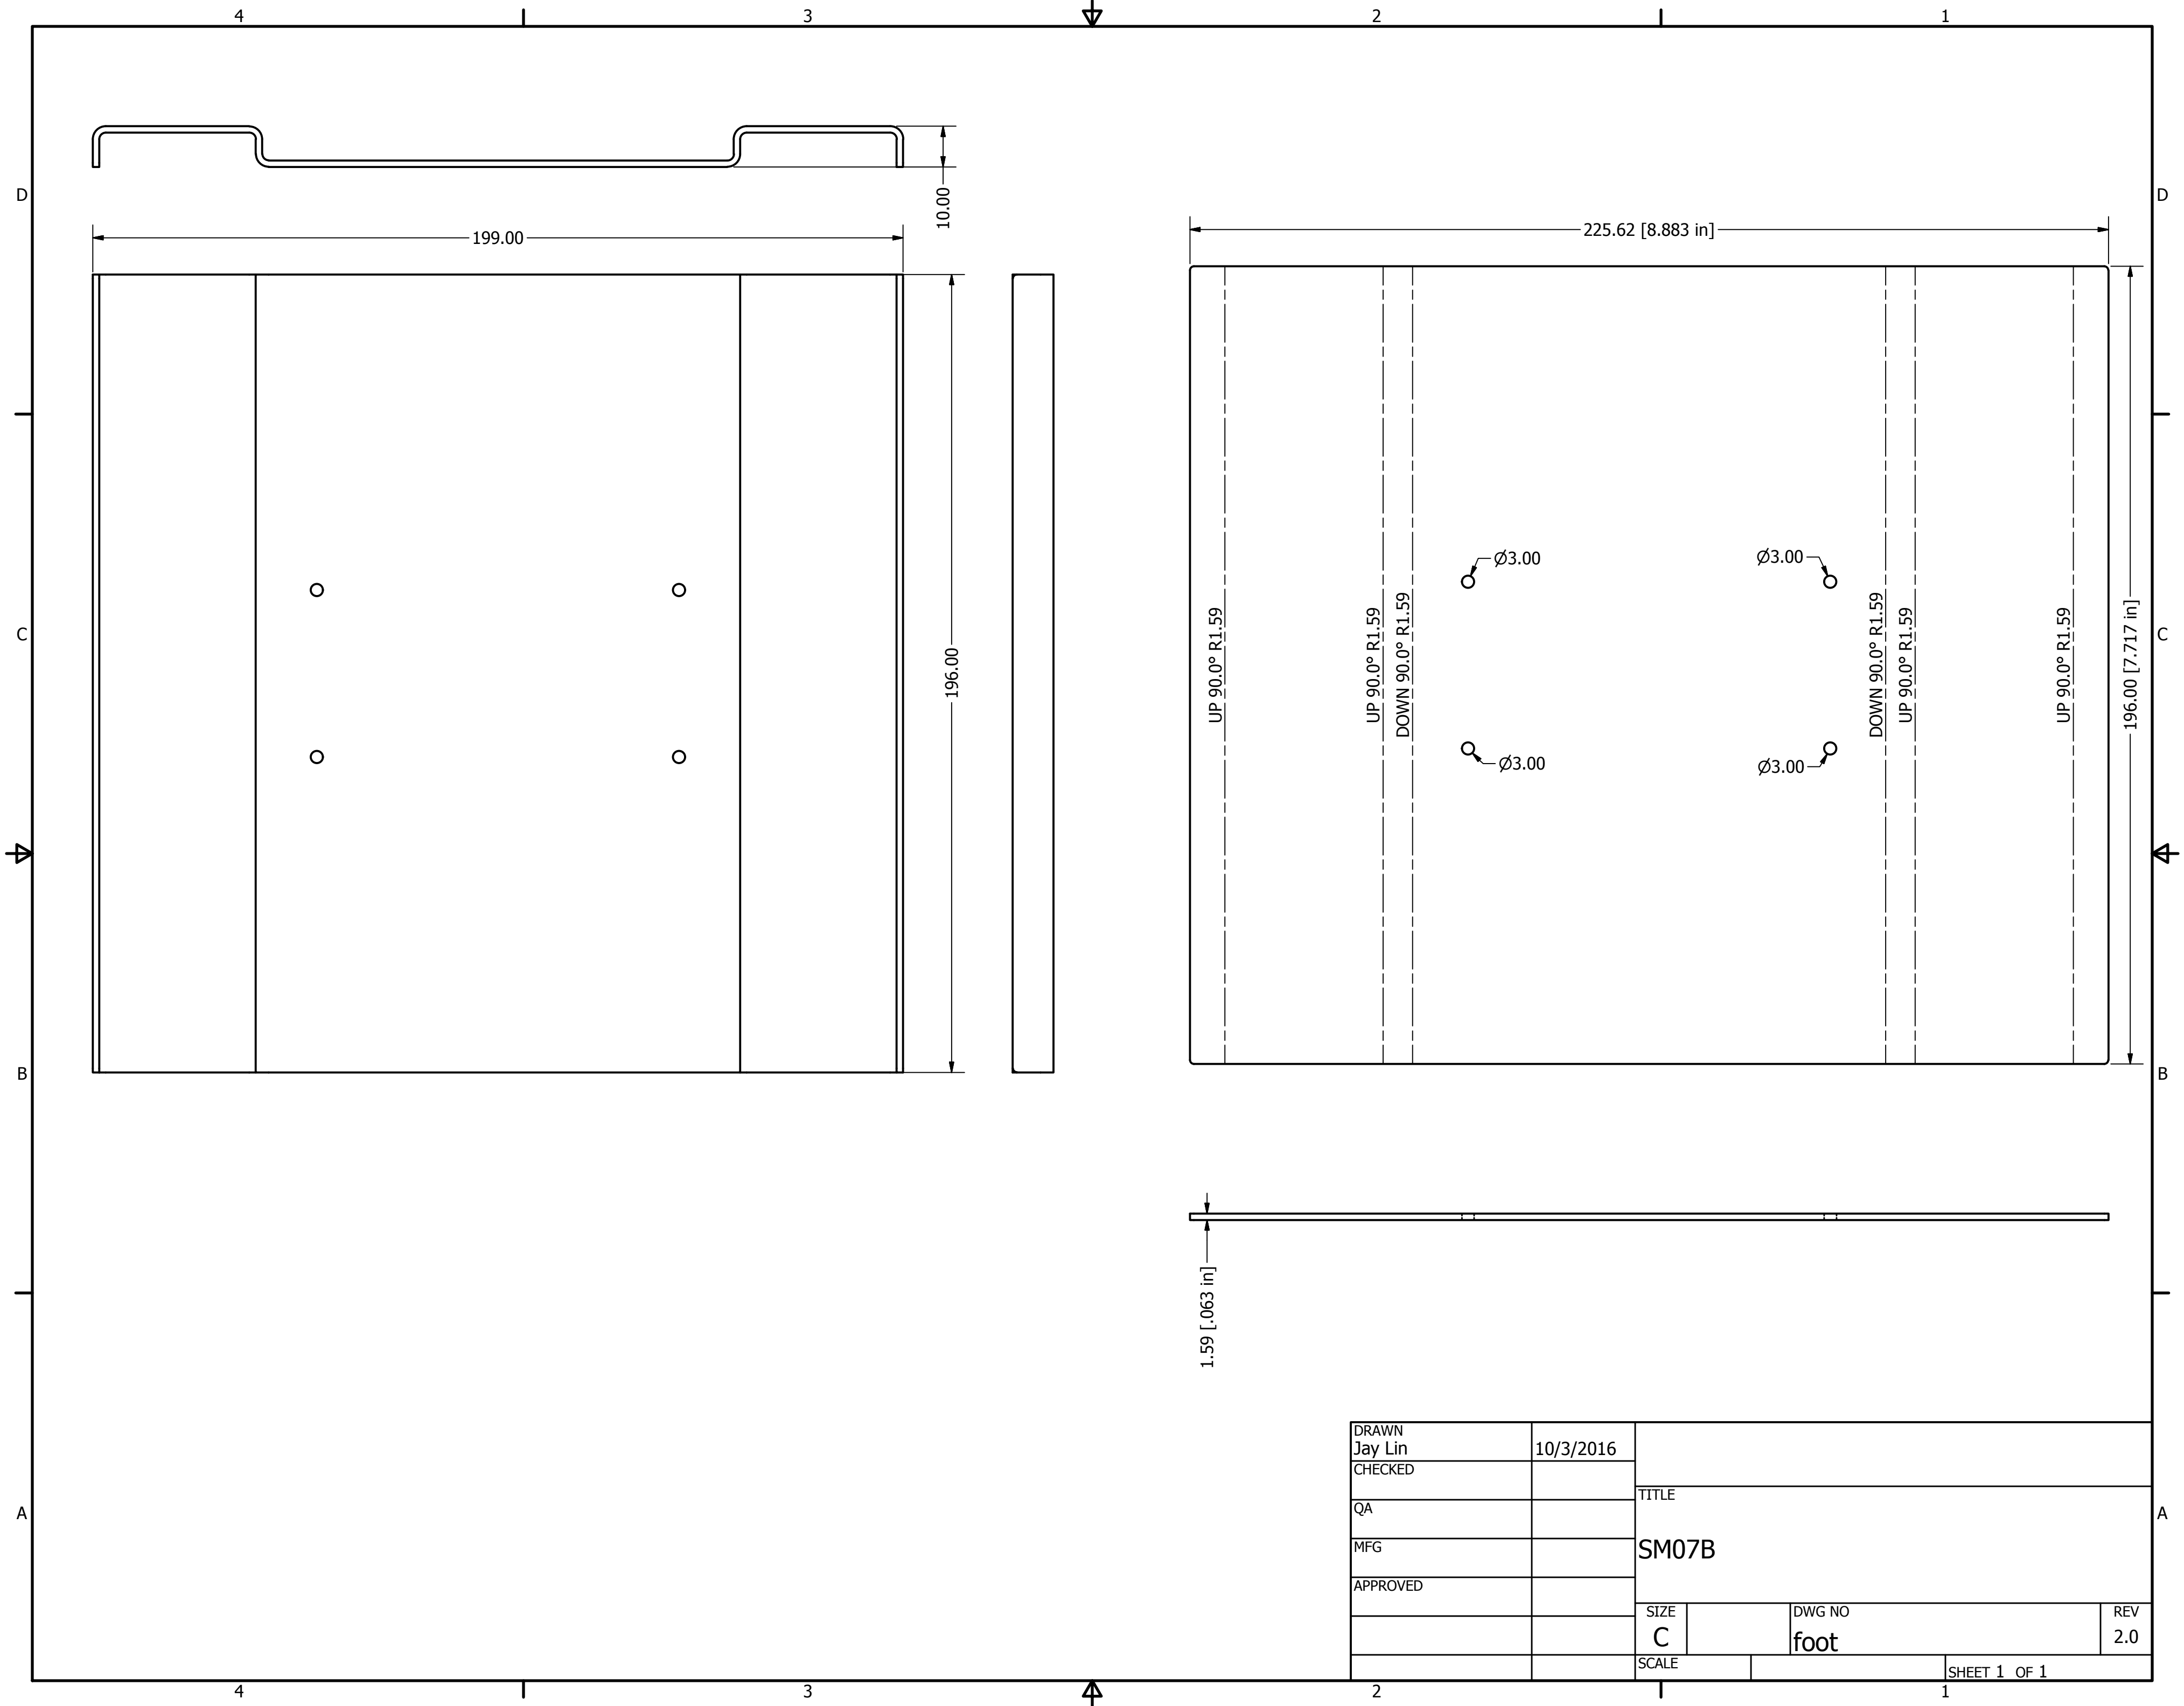 4 3 2 1
D D
10.00
199.00
225.62 [8.883 in]
Ø3.00 Ø3.00
C C
UP 90.0° R1.59
UP 90.0° R1.59
DOWN 90.0° R1.59
DOWN 90.0° R1.59
UP 90.0° R1.59
UP 90.0° R1.59
196.00
196.00 [7.717 in]
Ø3.00 Ø3.00
B B
1.59 [.063 in]
A A
DRAWN
Jay Lin 10/3/2016
CHECKED
QA
MFG
APPROVED
TITLE
SM07B
SIZE
C
DWG NO
foot
REV
2.0
SCALE
SHEET 1 OF 1
4 3 2 1